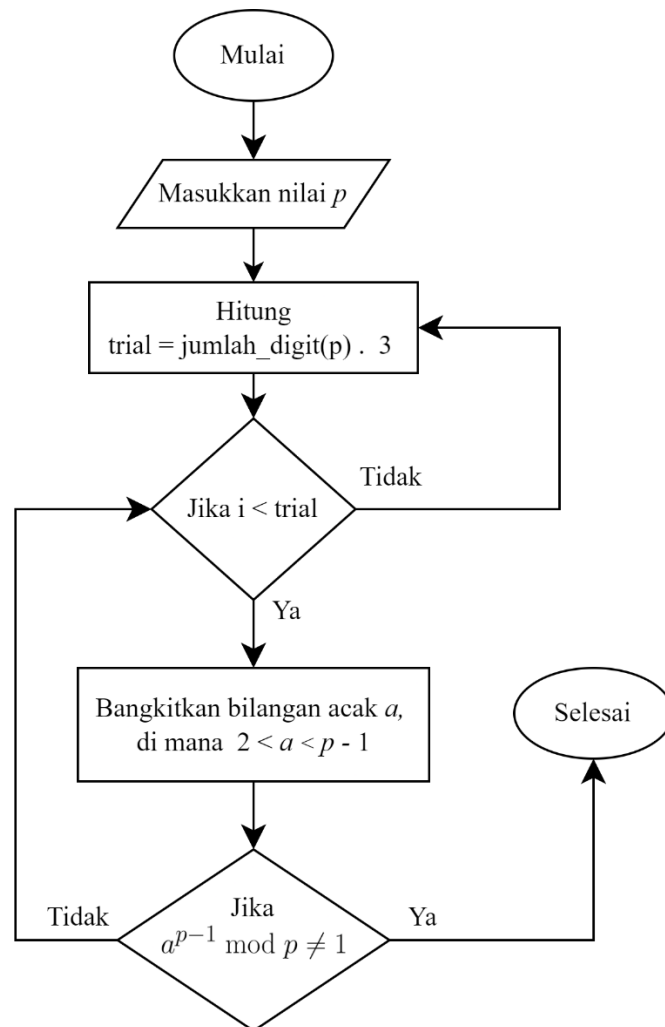 Mulai
Masukkan nilai p
Hitung
trial = jumlah_digit(p) . 3
Tidak
Jika i < trial
Ya
Bangkitkan bilangan acak a,
di mana 2 < a < p - 1
Selesai
Tidak
Jika
a^{p-1} mod p ≠ 1
Ya